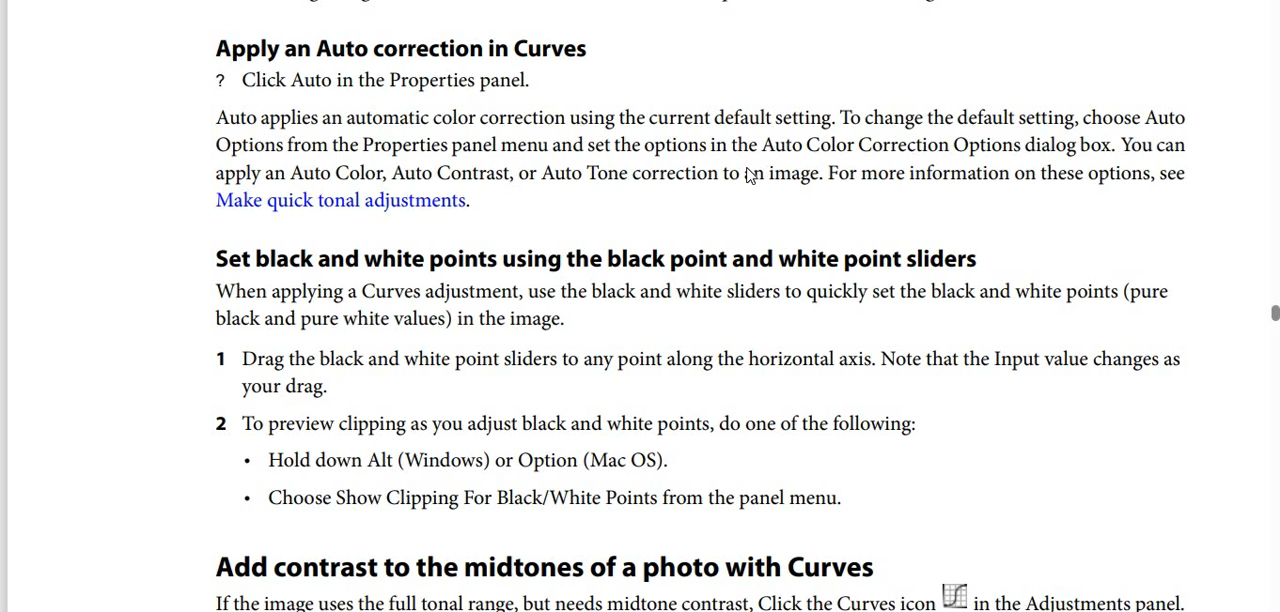 Apply an Auto correction in Curves
? Click Auto in the Properties panel.
Auto applies an automatic color correction using the current default setting. To change the default setting, choose Auto
Options from the Properties panel menu and set the options in the Auto Color Correction Options dialog box. You can
apply an Auto Color, Auto Contrast, or Auto Tone correction to an image. For more information on these options, see
Make quick tonal adjustments.
Set black and white points using the black point and white point sliders
When applying a Curves adjustment, use the black and white sliders to quickly set the black and white points (pure
black and pure white values) in the image.
1 Drag the black and white point sliders to any point along the horizontal axis. Note that the Input value changes as
your drag.
2 To preview clipping as you adjust black and white points, do one of the following:
• Hold down Alt (Windows) or Option (Mac OS).
• Choose Show Clipping For Black/White Points from the panel menu.
Add contrast to the midtones of a photo with Curves
If the image uses the full tonal range, but needs midtone contrast, Click the Curves icon in the Adjustments panel.